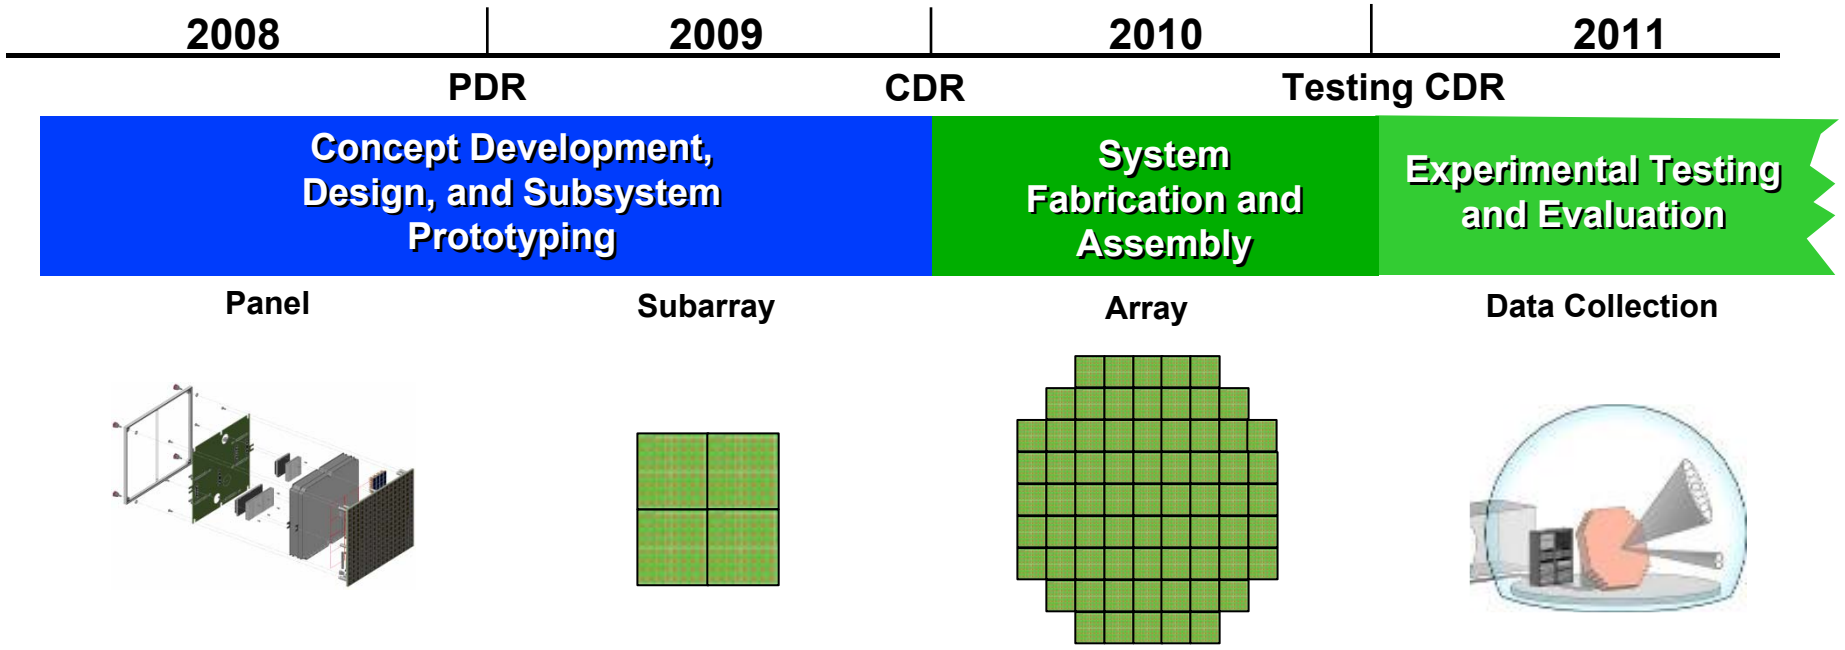 2008 2009 2010 2011
PDR CDR Testing CDR
Concept Development,
Design, and Subsystem
Prototyping
System
Fabrication and
Assembly
Experimental Testing
and Evaluation
Panel Subarray Array Data Collection